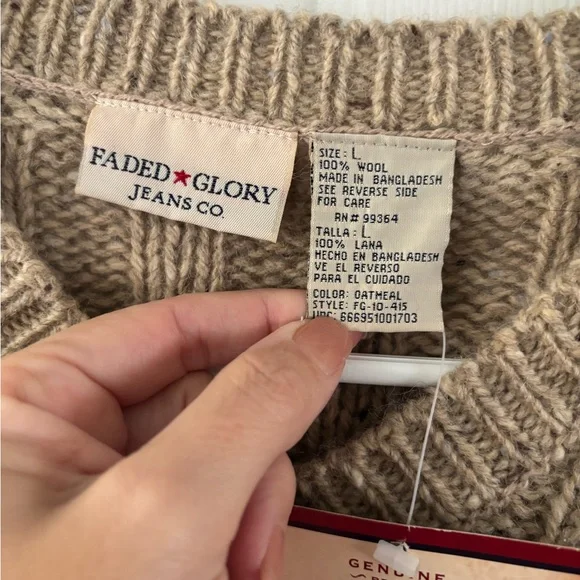 FADED★GLORY
JEANS CO.
SIZE: L
100% WOOL
MADE IN BANGLADESH
SEE REVERSE SIDE
FOR CARE
RN# 99364
TALLA: L
100% LANA
HECHO EN BANGLADESH
VE EL REVERSO
PARA EL CUIDADO
COLOR: OATMEAL
STYLE: FG-10-415
UPC: 666951001703
GENUINE